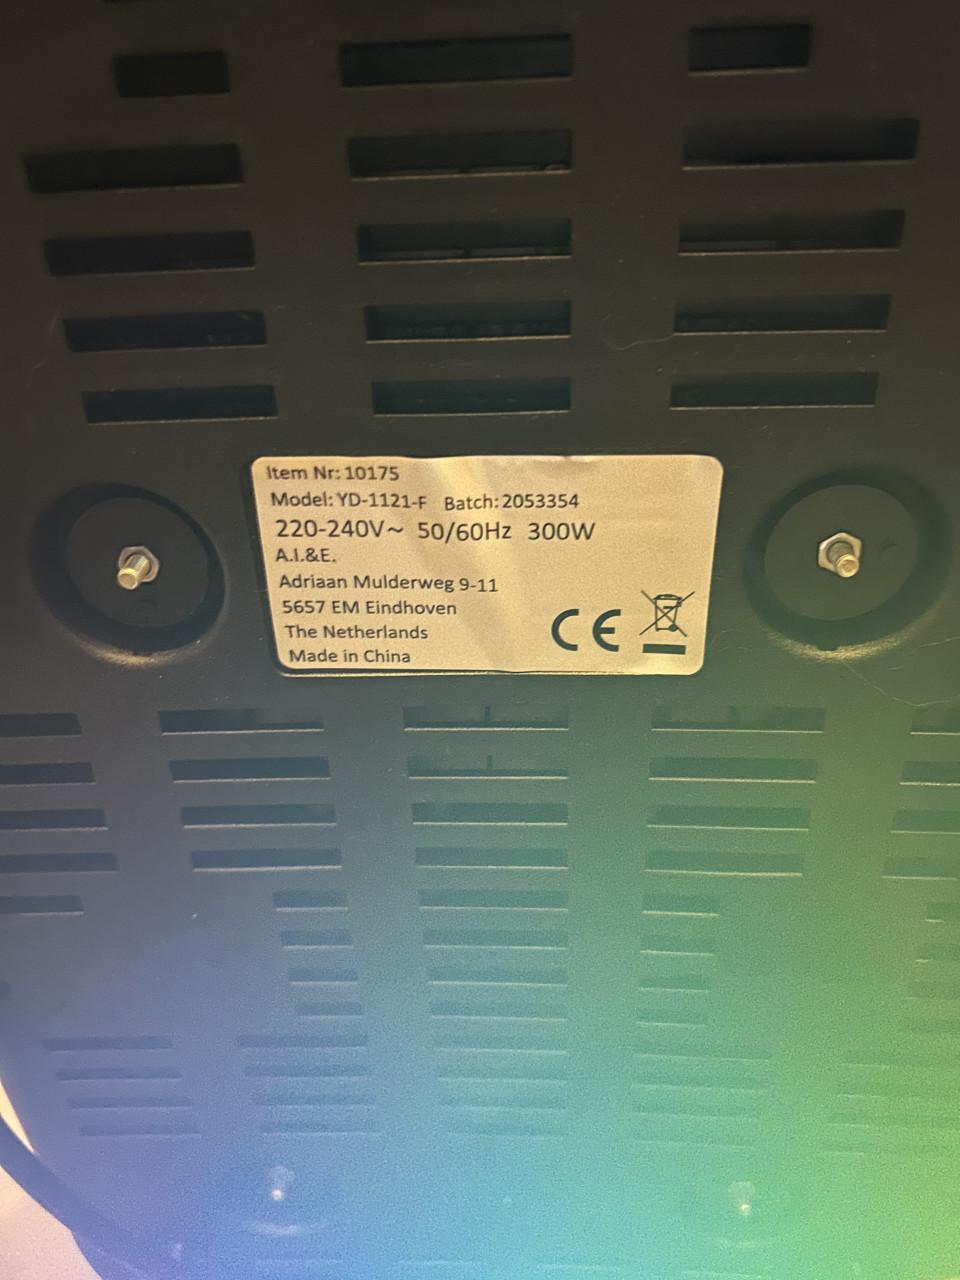 Item Nr: 10175
Model: YD-1121-F Batch: 2053354
220-240V~ 50/60Hz 300W
A.I.&E.
Adriaan Mulderweg 9-11
5657 EM Eindhoven
The Netherlands
Made in China
CE